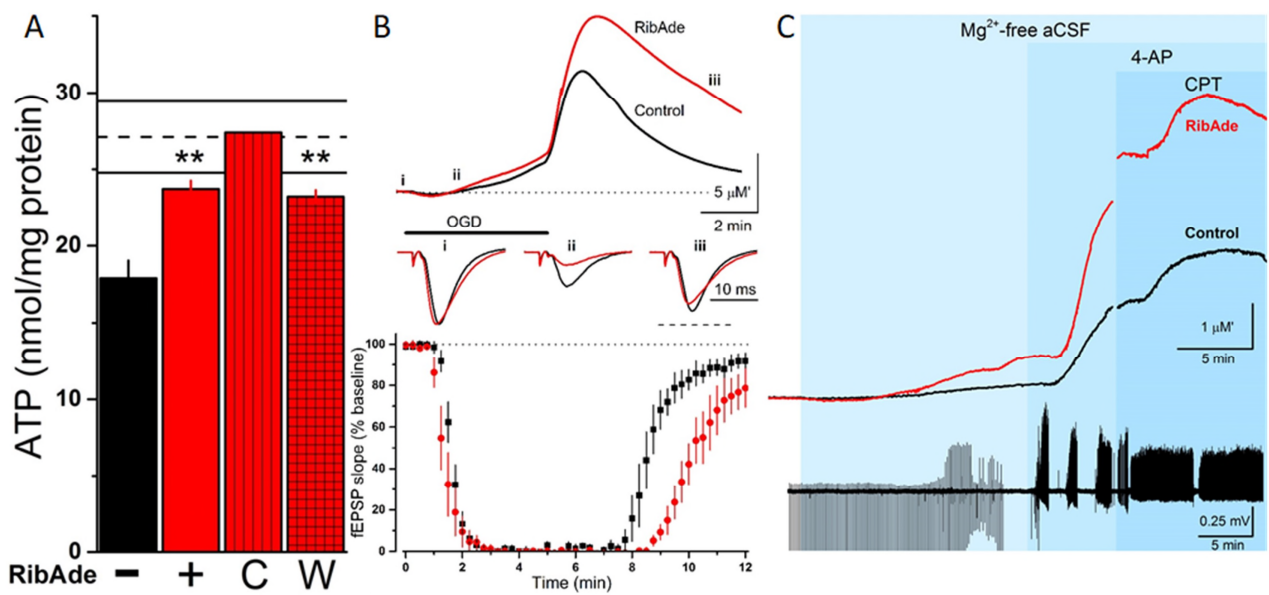 A
ATP (nmol/mg protein)
30
20
10
0
**
**
RibAde
−
+
C
W
B
RibAde
iii
Control
i
ii
5 μM'
2 min
OGD
i
ii
iii
10 ms
fEPSP slope (% baseline)
100
80
60
40
20
0
0
2
4
6
8
10
12
Time (min)
C
Mg²⁺-free aCSF
4-AP
CPT
RibAde
Control
1 μM'
5 min
0.25 mV
5 min